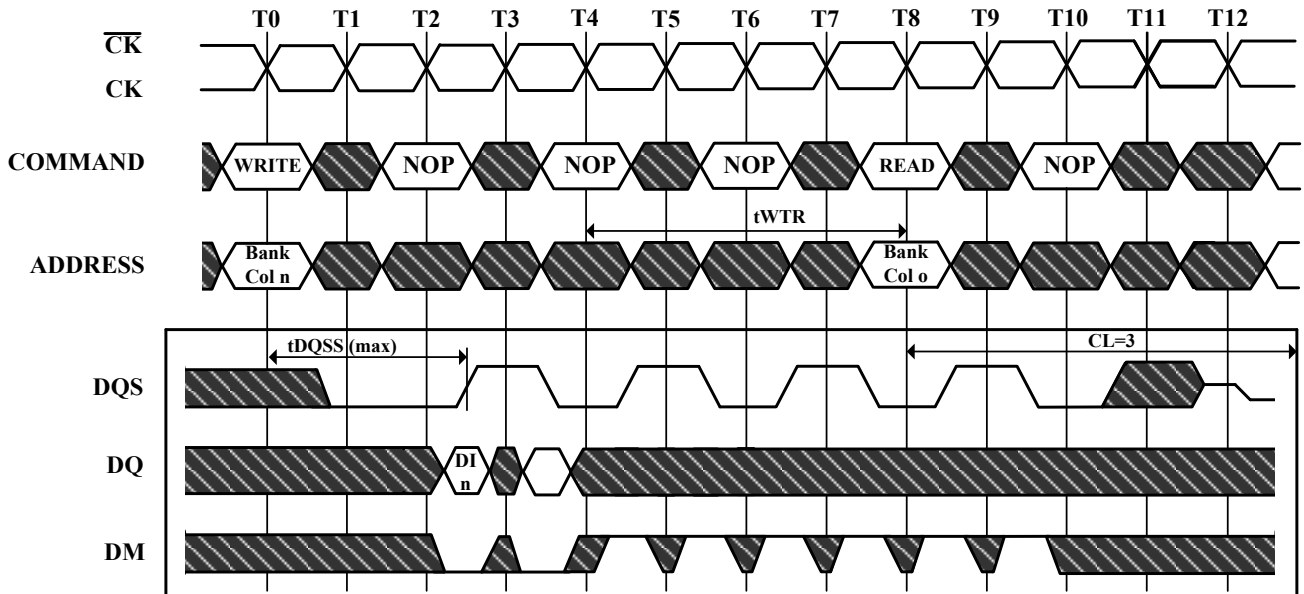 T0 T1 T2 T3 T4 T5 T6 T7 T8 T9 T10 T11 T12
CK
CK
COMMAND WRITE NOP NOP NOP READ NOP
tWTR
ADDRESS Bank Col n Bank Col o
tDQSS (max) CL=3
DQS
DQ DI n
DM